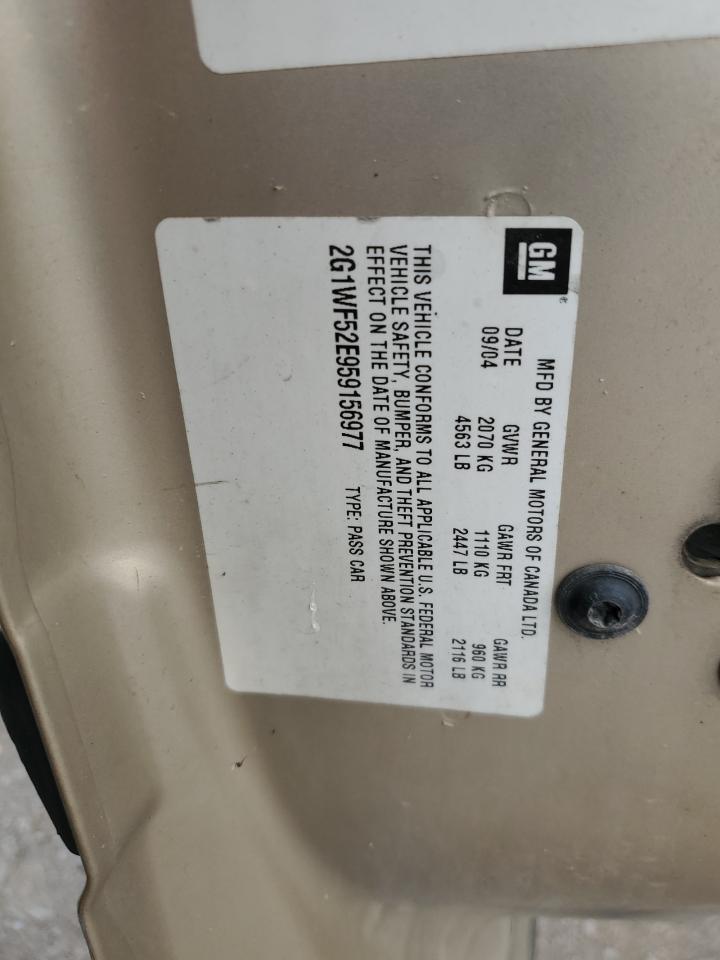 GM®
MFD BY GENERAL MOTORS OF CANADA LTD.
DATE GVWR GAWR FRT GAWR RR
09/04 2070 KG 1110 KG 960 KG
4563 LB 2447 LB 2116 LB
THIS VEHICLE CONFORMS TO ALL APPLICABLE U.S. FEDERAL MOTOR
VEHICLE SAFETY, BUMPER, AND THEFT PREVENTION STANDARDS IN
EFFECT ON THE DATE OF MANUFACTURE SHOWN ABOVE.
2G1WF52E959156977 TYPE: PASS CAR